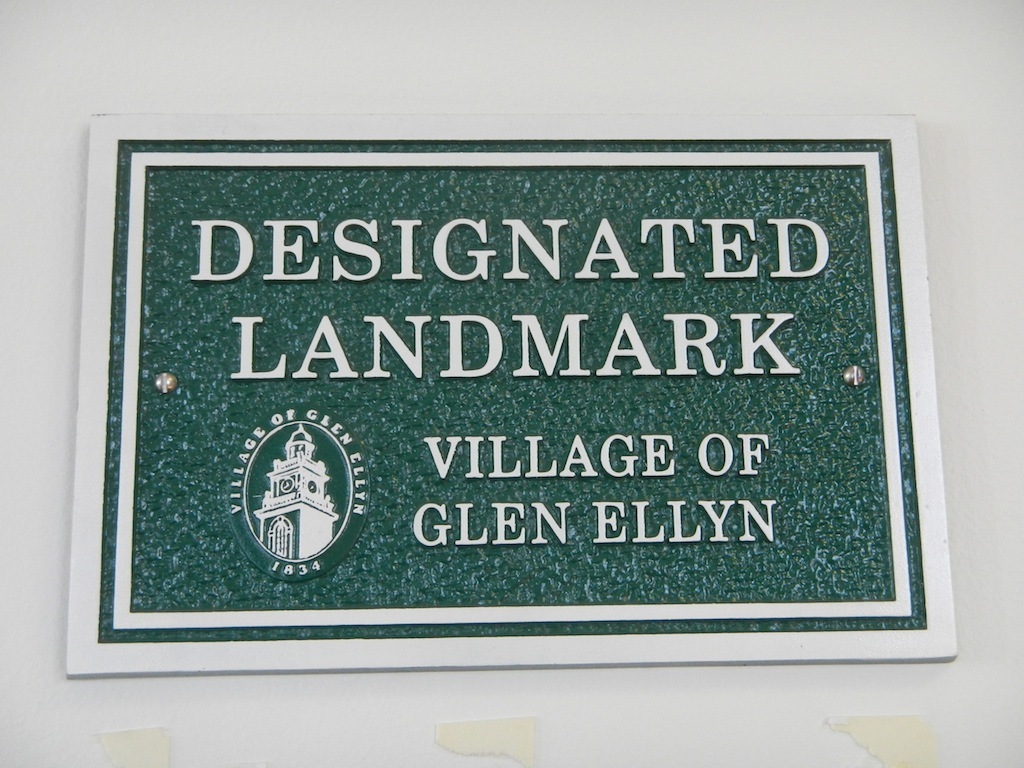 DESIGNATED
LANDMARK
VILLAGE OF GLEN ELLYN
1834
VILLAGE OF
GLEN ELLYN